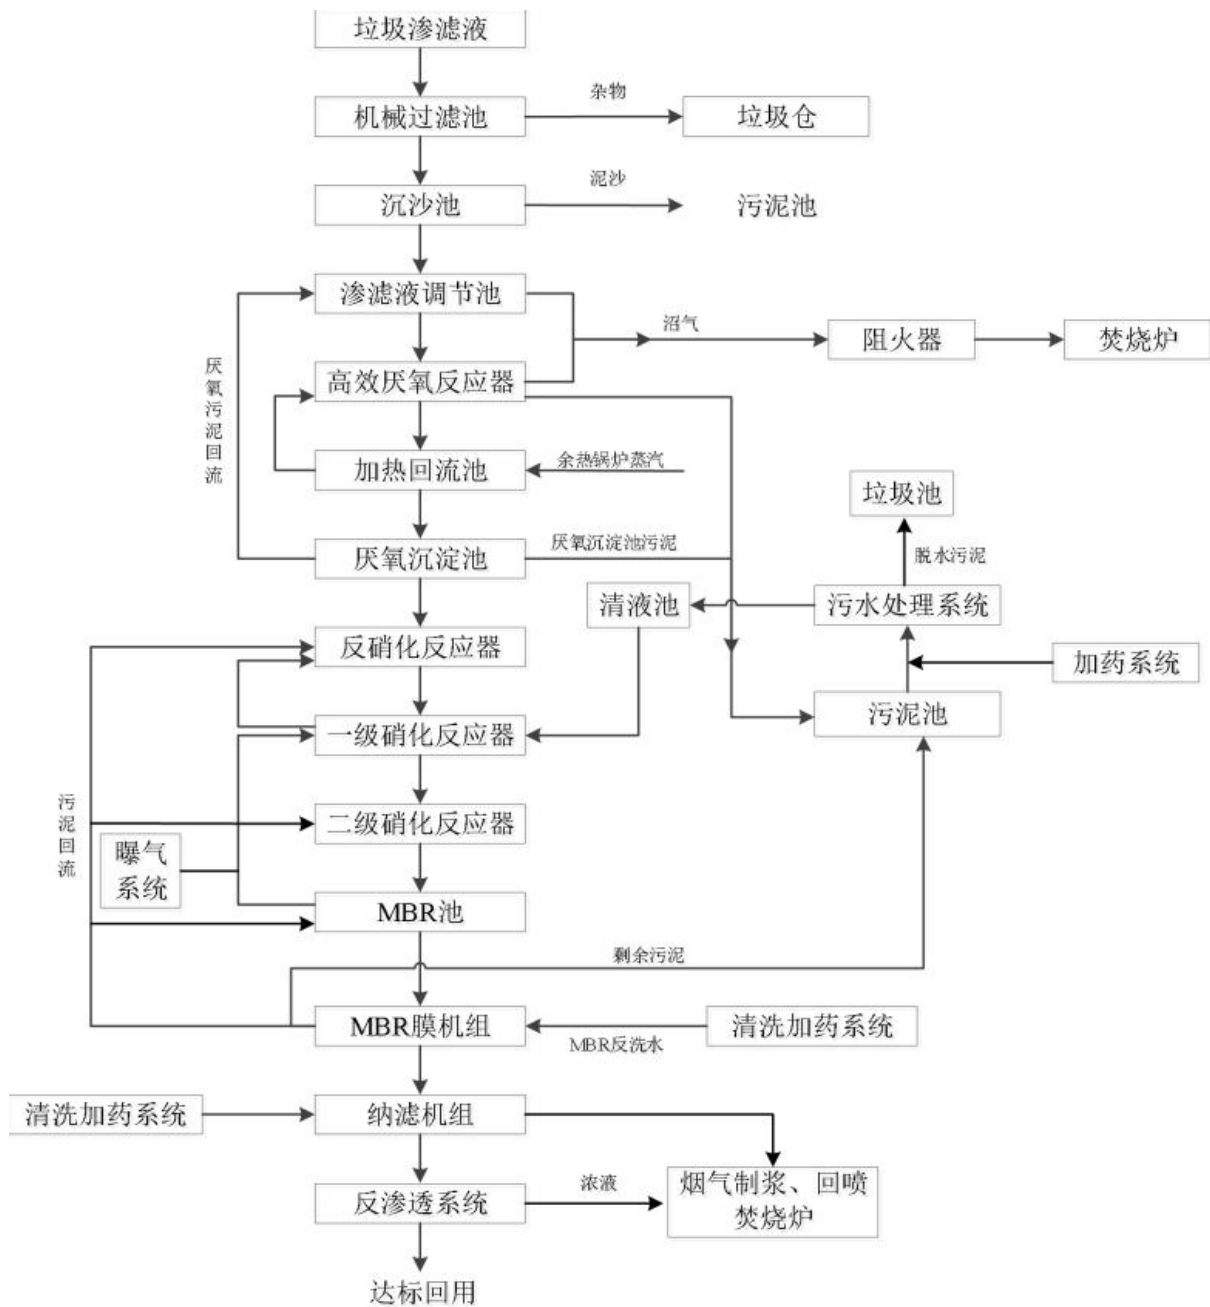 垃圾渗滤液
机械过滤池
杂物
垃圾仓
沉沙池
泥沙
污泥池
渗滤液调节池
沼气
阻火器
焚烧炉
高效厌氧反应器
厌氧污泥回流
加热回流池
余热锅炉蒸汽
垃圾池
厌氧沉淀池
厌氧沉淀池污泥
脱水污泥
清液池
污水处理系统
反硝化反应器
加药系统
污泥池
一级硝化反应器
污泥回流
二级硝化反应器
曝气
系统
MBR池
剩余污泥
MBR膜机组
MBR反洗水
清洗加药系统
清洗加药系统
纳滤机组
反渗透系统
浓液
烟气制浆、回喷
焚烧炉
达标回用